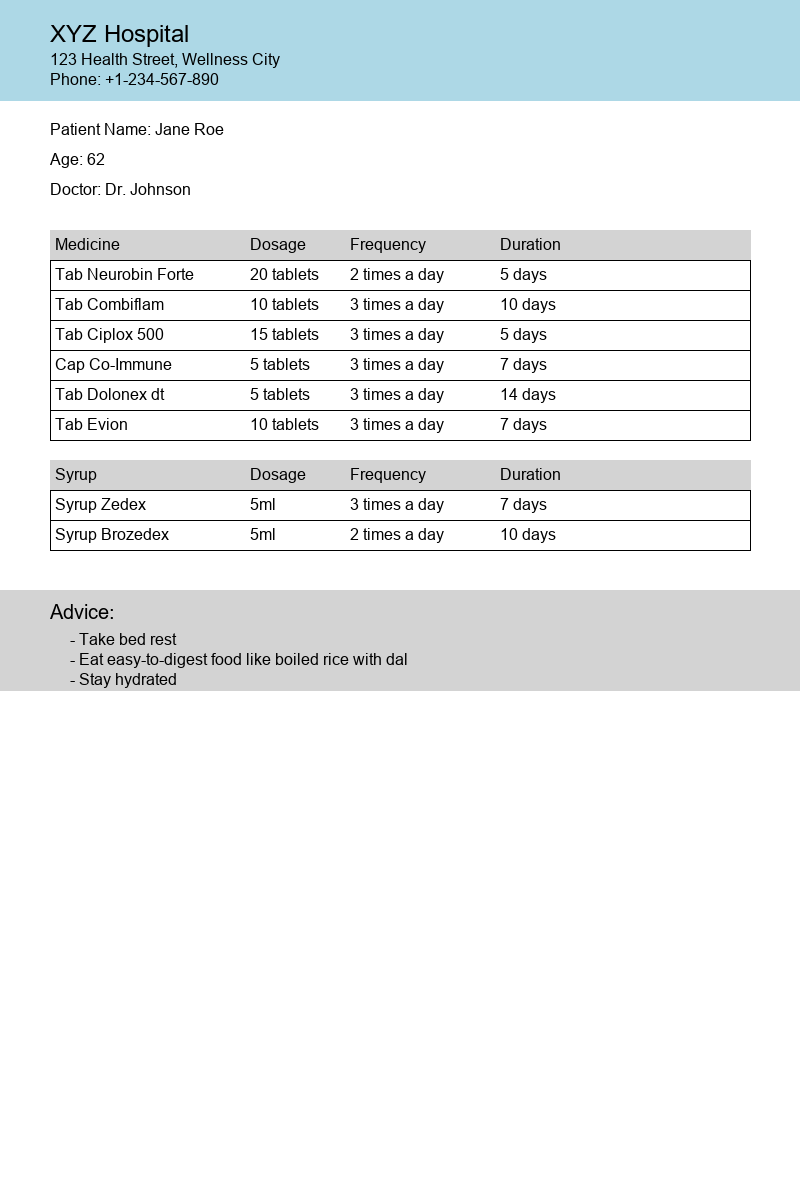 XYZ Hospital
123 Health Street, Wellness City
Phone: +1-234-567-890
Patient Name: Jane Roe
Age: 62
Doctor: Dr. Johnson
Medicine Dosage Frequency Duration
Tab Neurobin Forte 20 tablets 2 times a day 5 days
Tab Combiflam 10 tablets 3 times a day 10 days
Tab Ciplox 500 15 tablets 3 times a day 5 days
Cap Co-Immune 5 tablets 3 times a day 7 days
Tab Dolonex dt 5 tablets 3 times a day 14 days
Tab Evion 10 tablets 3 times a day 7 days
Syrup Dosage Frequency Duration
Syrup Zedex 5ml 3 times a day 7 days
Syrup Brozedex 5ml 2 times a day 10 days
Advice:
- Take bed rest
- Eat easy-to-digest food like boiled rice with dal
- Stay hydrated